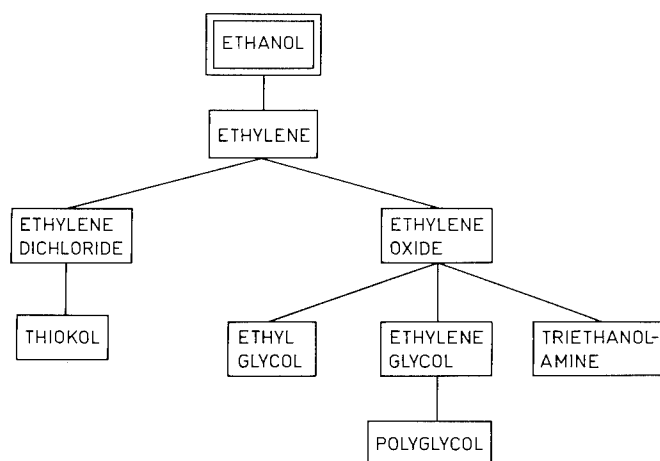 ETHANOL
ETHYLENE
ETHYLENE
DICHLORIDE
ETHYLENE
OXIDE
THIOKOL
ETHYL
GLYCOL
ETHYLENE
GLYCOL
TRIETHANOL-
AMINE
POLYGLYCOL